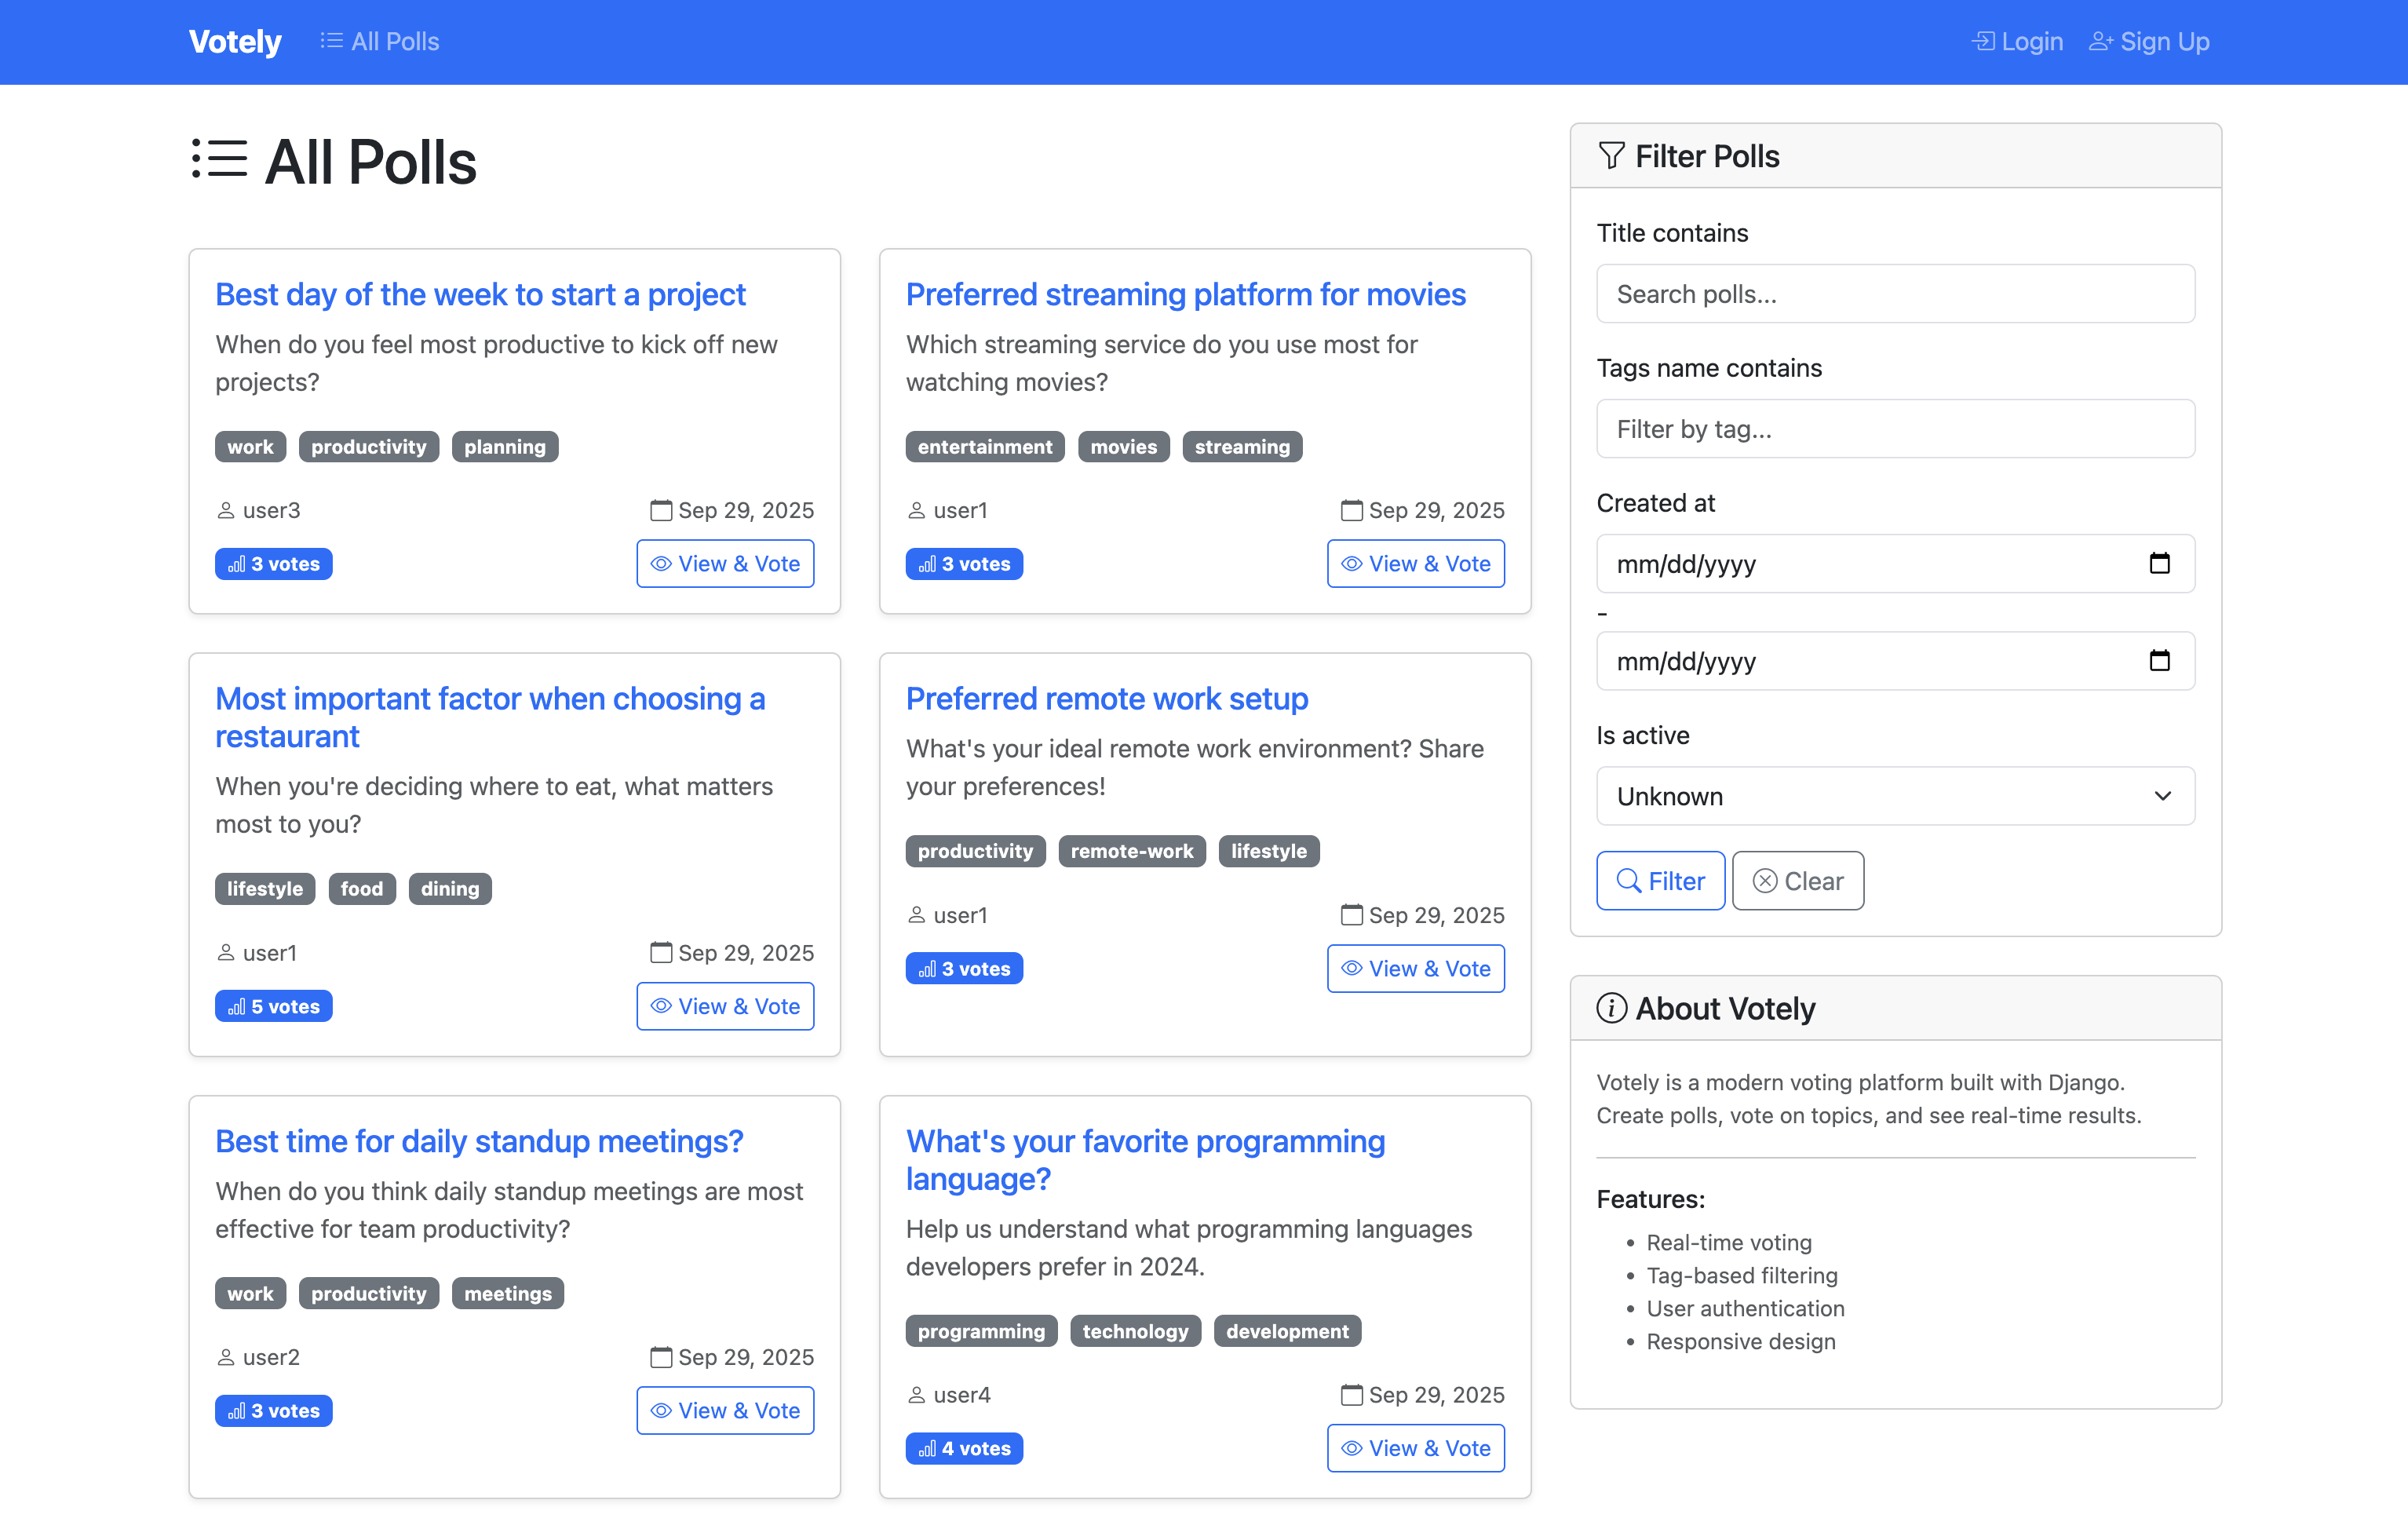 Votely
All Polls
Login
Sign Up
All Polls
Best day of the week to start a project
When do you feel most productive to kick off new
projects?
work productivity planning
user3 Sep 29, 2025
3 votes View & Vote
Preferred streaming platform for movies
Which streaming service do you use most for
watching movies?
entertainment movies streaming
user1 Sep 29, 2025
3 votes View & Vote
Most important factor when choosing a
restaurant
When you're deciding where to eat, what matters
most to you?
lifestyle food dining
user1 Sep 29, 2025
5 votes View & Vote
Preferred remote work setup
What's your ideal remote work environment? Share
your preferences!
productivity remote-work lifestyle
user1 Sep 29, 2025
3 votes View & Vote
Best time for daily standup meetings?
When do you think daily standup meetings are most
effective for team productivity?
work productivity meetings
user2 Sep 29, 2025
3 votes View & Vote
What's your favorite programming
language?
Help us understand what programming languages
developers prefer in 2024.
programming technology development
user4 Sep 29, 2025
4 votes View & Vote
Filter Polls
Title contains
Search polls...
Tags name contains
Filter by tag...
Created at
mm/dd/yyyy
-
mm/dd/yyyy
Is active
Unknown
Filter Clear
About Votely
Votely is a modern voting platform built with Django.
Create polls, vote on topics, and see real-time results.
Features:
• Real-time voting
• Tag-based filtering
• User authentication
• Responsive design